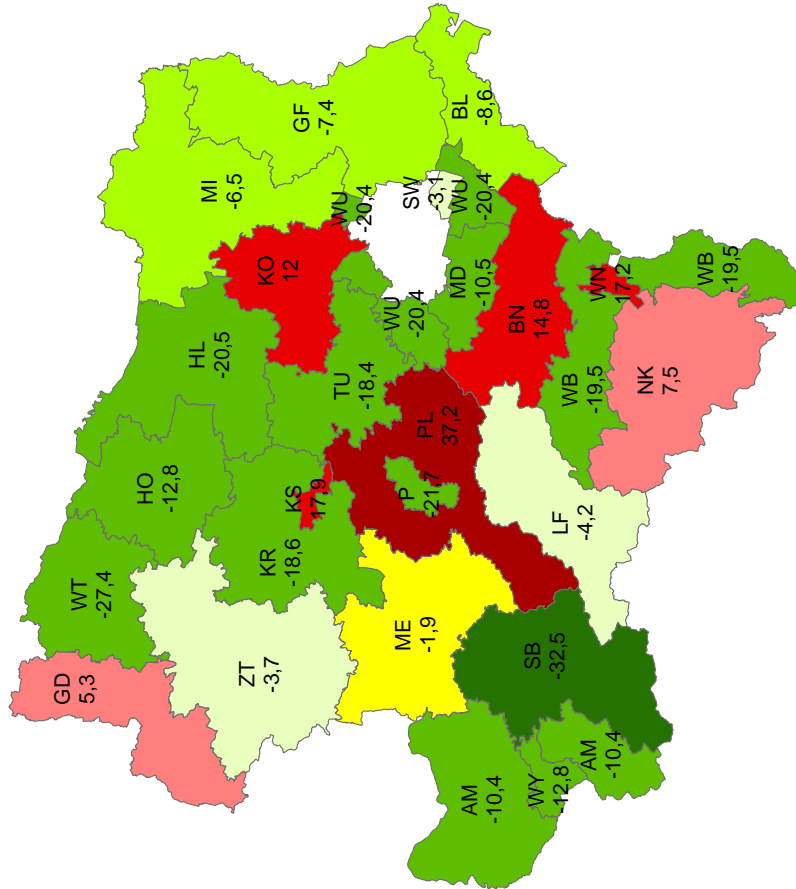 GF
-7,4
BL
-8,6
MI
-6,5
SW
-3,1
WU
-20,4
WU
-20,4
KO
12
MD
-10,5
WN
17,2
WB
-19,5
WU
-20,4
BN
14,8
HL
-20,5
TU
-18,4
WB
-19,5
NK
7,5
PL
37,2
HO
-12,8
KS
17,9
P
-21,7
LF
-4,2
WT
-27,4
KR
-18,6
ME
-1,9
SB
-32,5
GD
5,3
ZT
-3,7
AM
-10,4
WY
-12,8
AM
-10,4